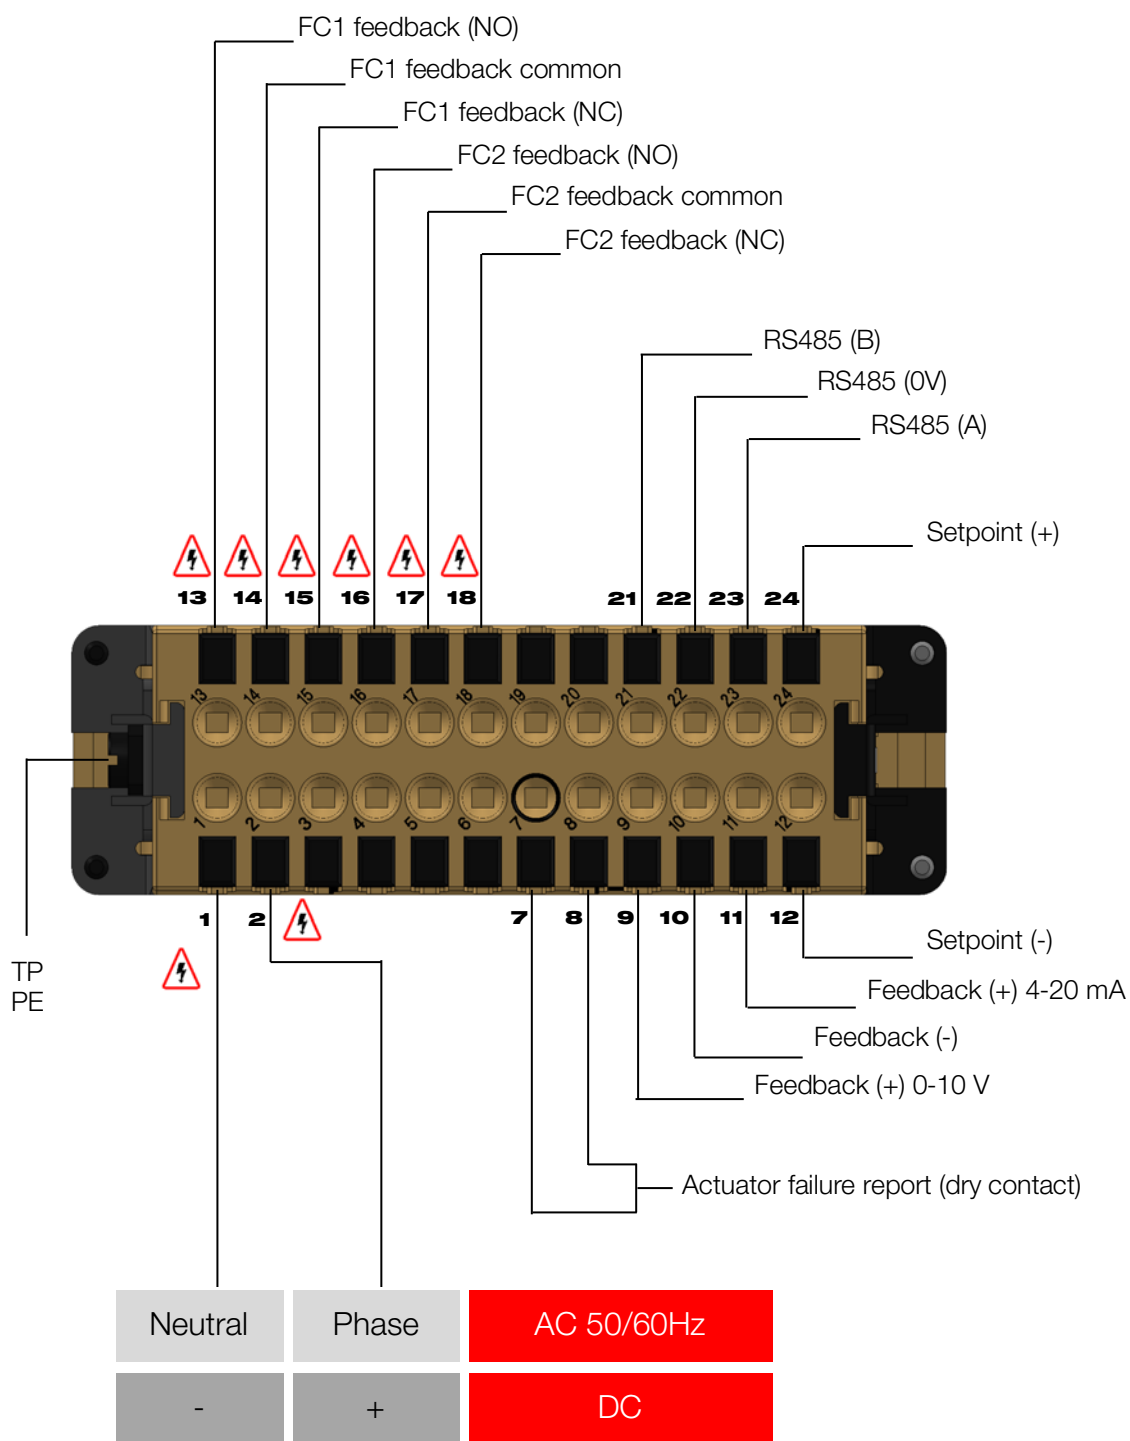 FC1 feedback (NO)
FC1 feedback common
FC1 feedback (NC)
FC2 feedback (NO)
FC2 feedback common
FC2 feedback (NC)
RS485 (B)
RS485 (0V)
RS485 (A)
Setpoint (+)
13 14 15 16 17 18 21 22 23 24
13 14 15 16 17 18 19 20 21 22 23 24
1 2 3 4 5 6 7 8 9 10 11 12
1 2 7 8 9 10 11 12
TP
PE
Setpoint (-)
Feedback (+) 4-20 mA
Feedback (-)
Feedback (+) 0-10 V
Actuator failure report (dry contact)
Neutral Phase AC 50/60Hz
- + DC